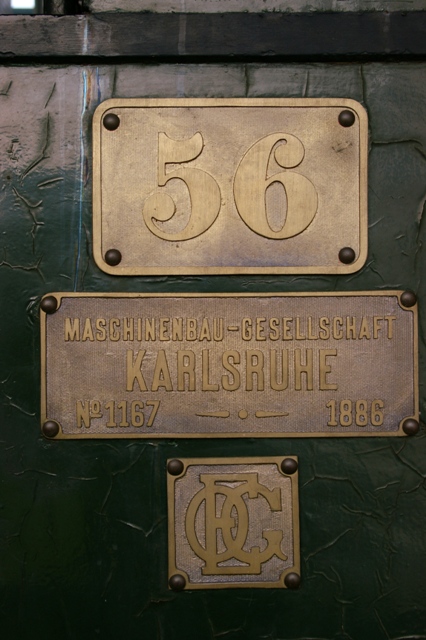 56
MASCHINENBAU-GESELLSCHAFT
KARLSRUHE
Nº 1167 1886